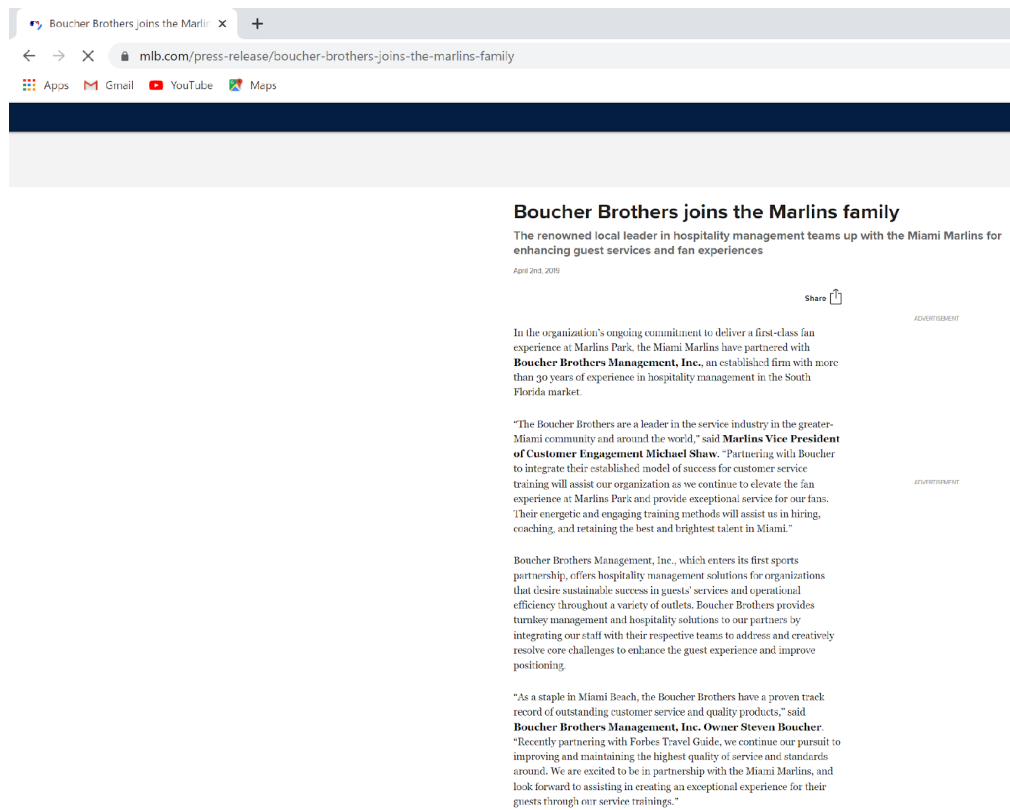 Boucher Brothers joins the Marlin
mlb.com/press-release/boucher-brothers-joins-the-marlins-family
Apps Gmail YouTube Maps
Boucher Brothers joins the Marlins family
The renowned local leader in hospitality management teams up with the Miami Marlins for
enhancing guest services and fan experiences
April 2nd, 2019
Share
ADVERTISEMENT
In the organization's ongoing commitment to deliver a first-class fan
experience at Marlins Park, the Miami Marlins have partnered with
Boucher Brothers Management, Inc., an established firm with more
than 30 years of experience in hospitality management in the South
Florida market.
"The Boucher Brothers are a leader in the service industry in the greater-
Miami community and around the world," said Marlins Vice President
of Customer Engagement Michael Shaw. "Partnering with Boucher
to integrate their established model of success for customer service
training will assist our organization as we continue to elevate the fan
experience at Marlins Park and provide exceptional service for our fans.
Their energetic and engaging training methods will assist us in hiring,
coaching, and retaining the best and brightest talent in Miami."
ADVERTISEMENT
Boucher Brothers Management, Inc., which enters its first sports
partnership, offers hospitality management solutions for organizations
that desire sustainable success in guests' services and operational
efficiency throughout a variety of outlets. Boucher Brothers provides
turnkey management and hospitality solutions to our partners by
integrating our staff with their respective teams to address and creatively
resolve core challenges to enhance the guest experience and improve
positioning.
"As a staple in Miami Beach, the Boucher Brothers have a proven track
record of outstanding customer service and quality products," said
Boucher Brothers Management, Inc. Owner Steven Boucher.
"Recently partnering with Forbes Travel Guide, we continue our pursuit to
improving and maintaining the highest quality of service and standards
around. We are excited to be in partnership with the Miami Marlins, and
look forward to assisting in creating an exceptional experience for their
guests through our service trainings."